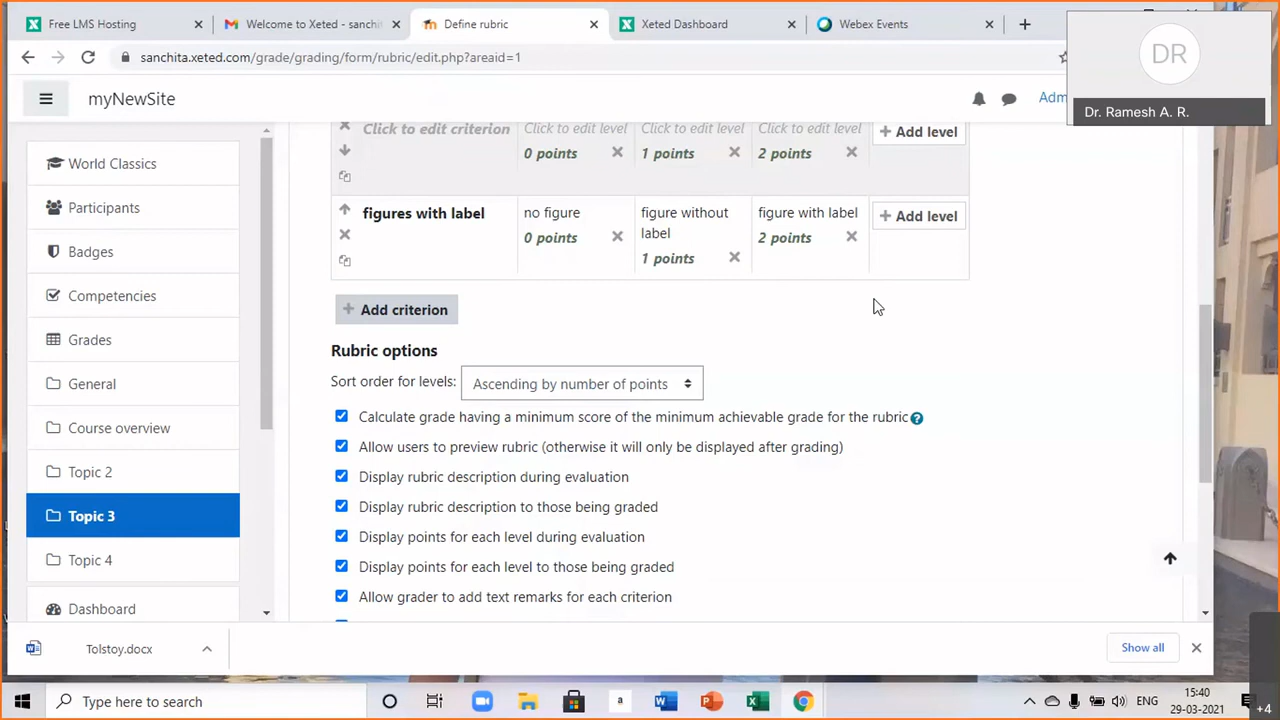 Free LMS Hosting
Welcome to Xeted - sanchit
Define rubric
Xeted Dashboard
Webex Events
sanchita.xeted.com/grade/grading/form/rubric/edit.php?areaid=1
DR
Dr. Ramesh A. R.
myNewSite
Adm
World Classics
Participants
Badges
Competencies
Grades
General
Course overview
Topic 2
Topic 3
Topic 4
Dashboard
Click to edit criterion
Click to edit level
0 points
Click to edit level
1 points
Click to edit level
2 points
+ Add level
figures with label
no figure
0 points
figure without
label
1 points
figure with label
2 points
+ Add level
+ Add criterion
Rubric options
Sort order for levels: Ascending by number of points
Calculate grade having a minimum score of the minimum achievable grade for the rubric
Allow users to preview rubric (otherwise it will only be displayed after grading)
Display rubric description during evaluation
Display rubric description to those being graded
Display points for each level during evaluation
Display points for each level to those being graded
Allow grader to add text remarks for each criterion
Tolstoy.docx
Show all
Type here to search
a
ENG
15:40
29-03-2021
+4